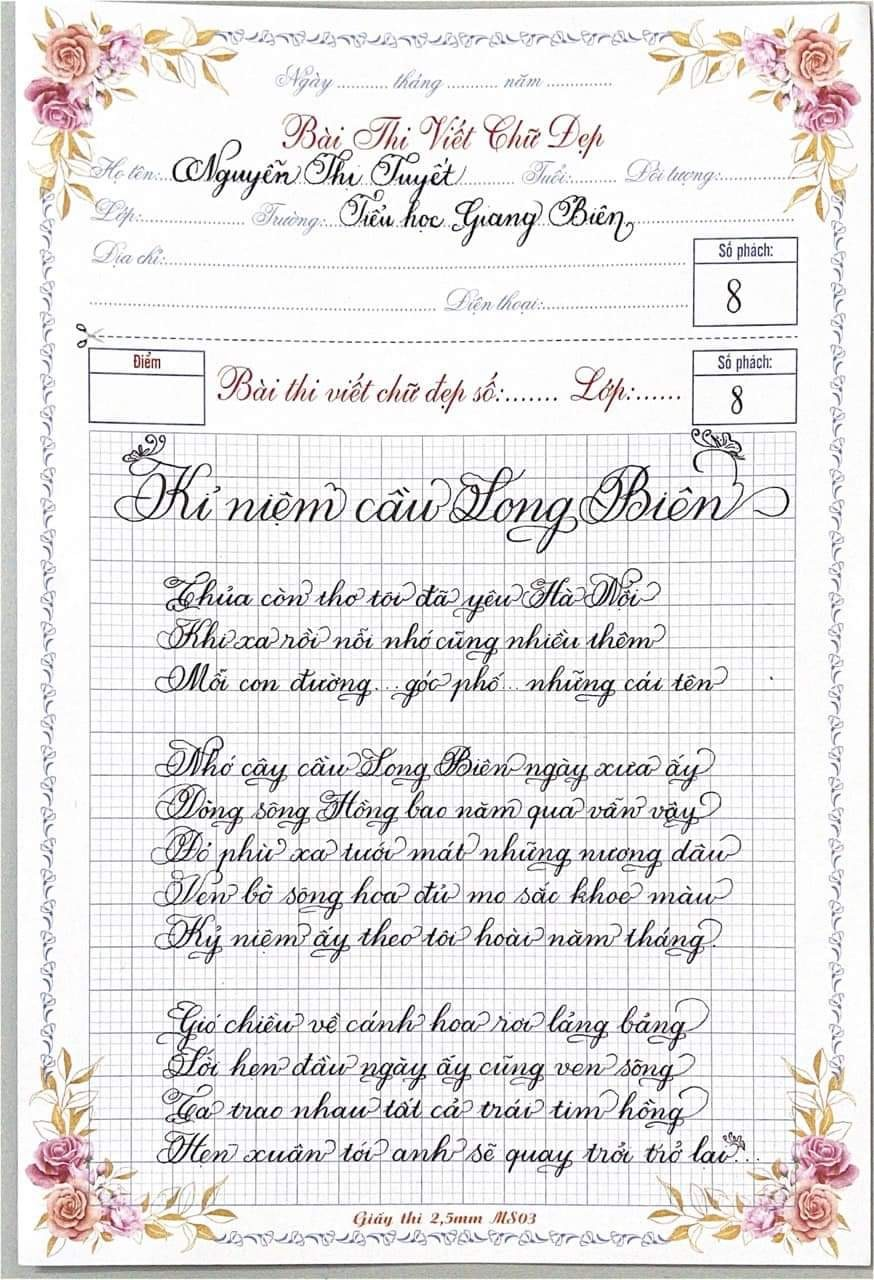 Ngày ........... tháng ........... năm ..............
Bài Thi Viết Chữ Đẹp
Họ tên: Nguyễn Thị Tuyết Tuổi: Đối tượng:
Lớp: Trường: Tiểu học Giang Biên
Địa chỉ:
Số phách:
Điện thoại:
8
Điểm
Bài thi viết chữ đẹp số:....... Lớp:......
Số phách:
8
Kỉ niệm cầu Long Biên
Thủa còn thơ tôi đã yêu Hà Nội
Khi xa rồi nỗi nhớ cũng nhiều thêm
Mỗi con đường...góc phố...những cái tên
Nhớ cây cầu Long Biên ngày xưa ấy
Dòng sông Hồng bao năm qua vẫn vậy
Đỏ phù xa tưới mát những nương dâu
Ven bờ sông hoa đủ mo sắc khoe màu
Kỷ niệm ấy theo tôi hoài năm tháng.
Gió chiều về cánh hoa rơi lảng bảng
Lối hẹn đầu ngày ấy cũng ven sông
Ta trao nhau tất cả trái tim hồng
Hẹn xuân tới anh sẽ quay trởi trở lại...
Giấy thi 2,5mm MS03